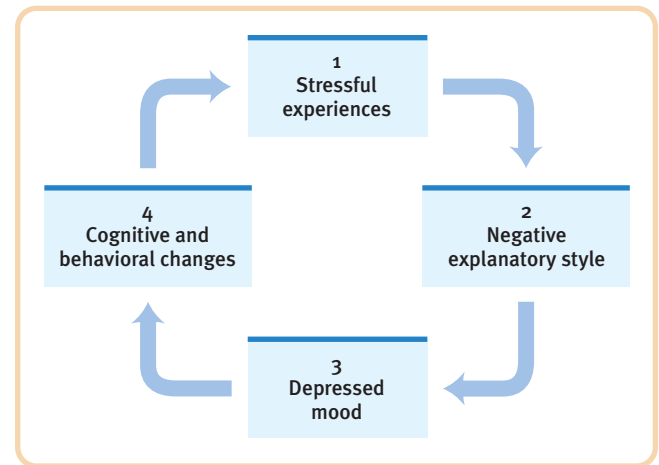 1
Stressful
experiences
2
Negative
explanatory style
3
Depressed
mood
4
Cognitive and
behavioral changes